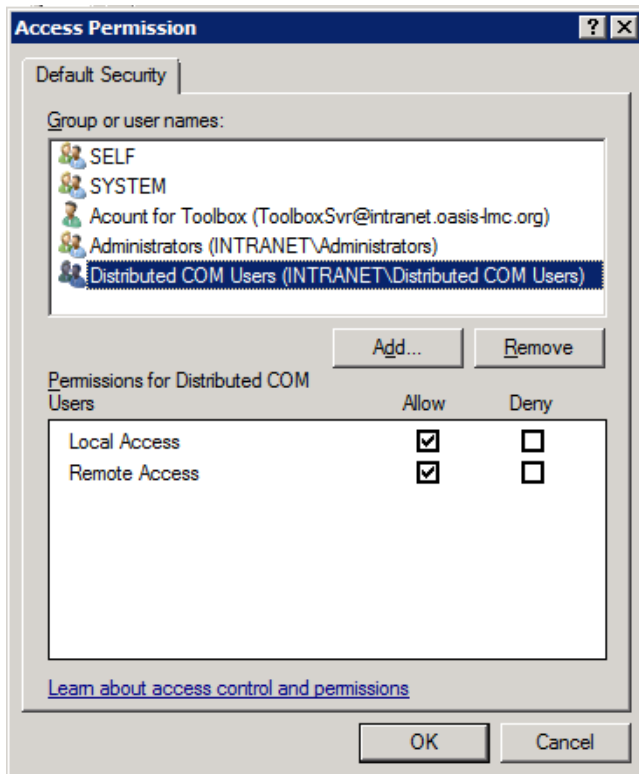 Access Permission
Default Security
Group or user names:
SELF
SYSTEM
Acount for Toolbox (ToolboxSvr@intranet.oasis-lmc.org)
Administrators (INTRANET\Administrators)
Distributed COM Users (INTRANET\Distributed COM Users)
Add... Remove
Permissions for Distributed COM
Users Allow Deny
Local Access
Remote Access
Learn about access control and permissions
OK Cancel